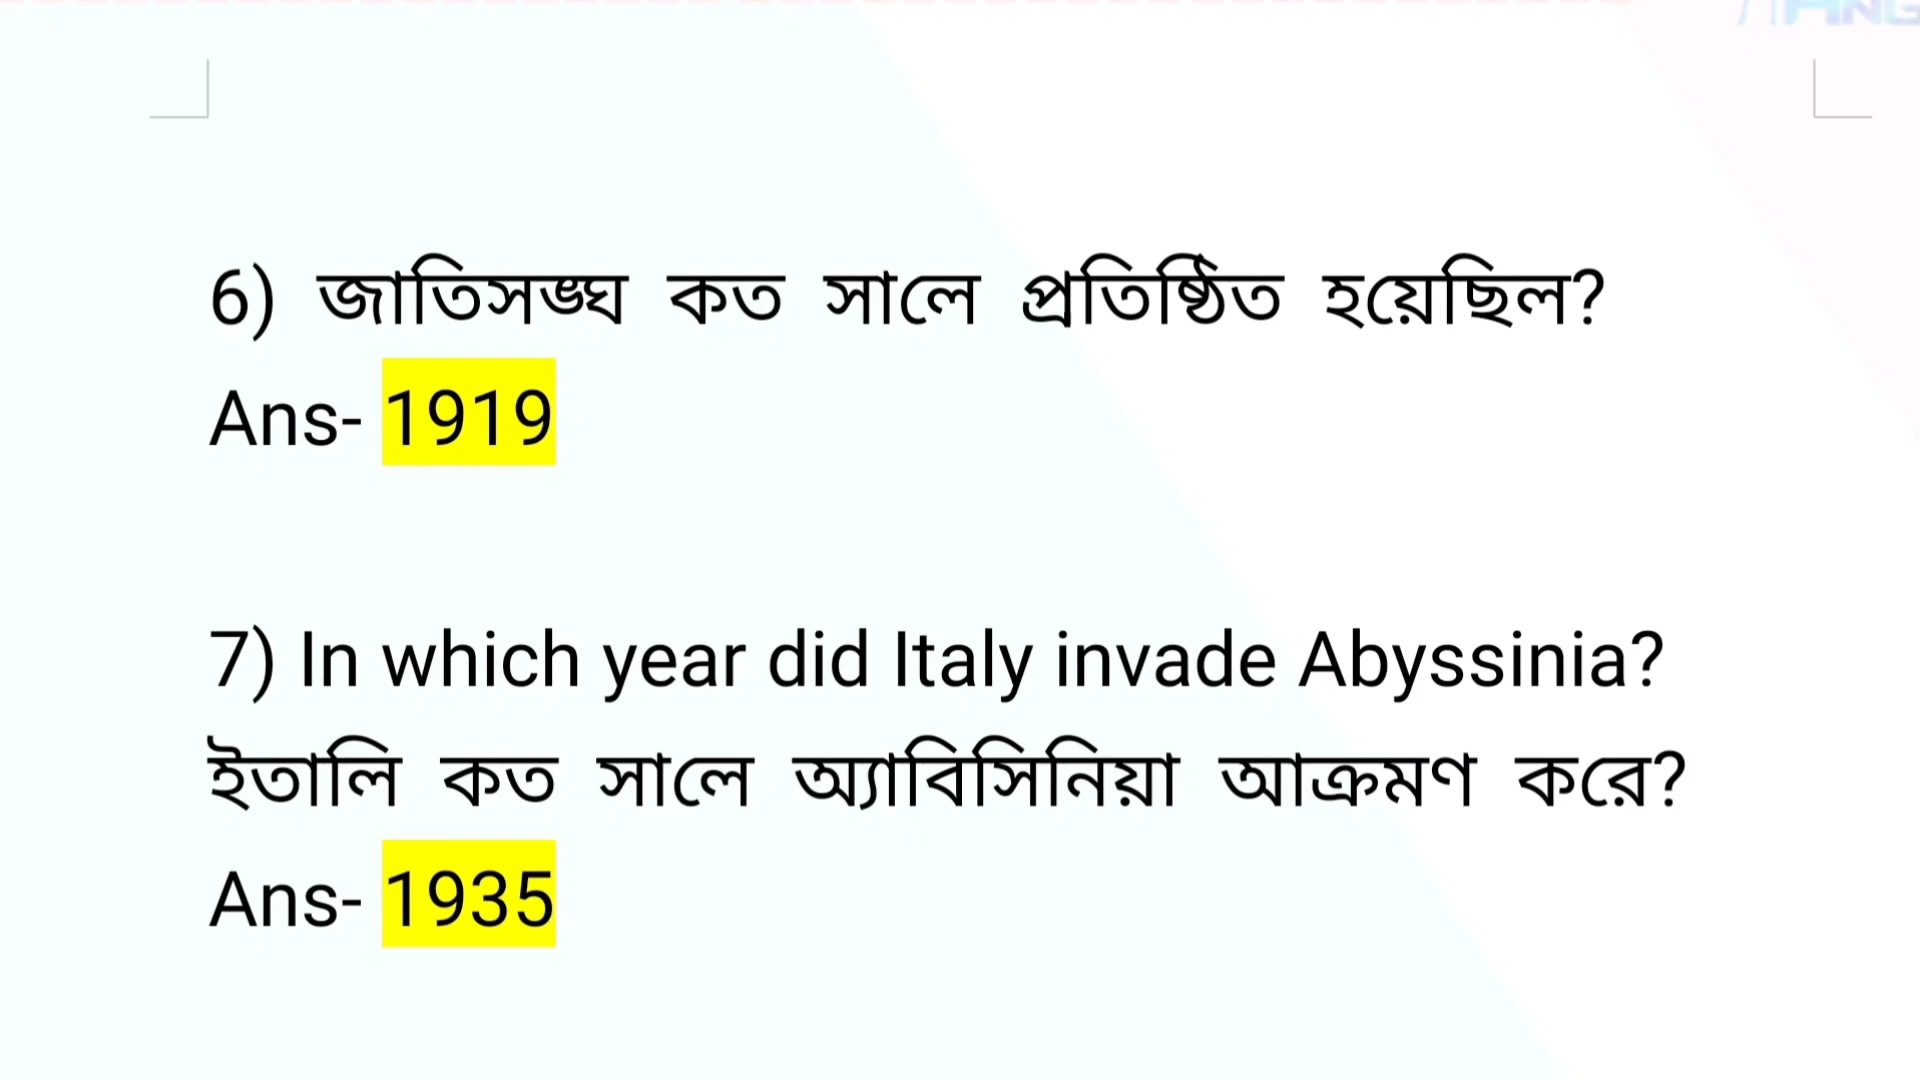 6) জাতিসঙ্ঘ কত সালে প্রতিষ্ঠিত হয়েছিল?
Ans- 1919
7) In which year did Italy invade Abyssinia?
ইতালি কত সালে অ্যাবিসিনিয়া আক্রমণ করে?
Ans- 1935